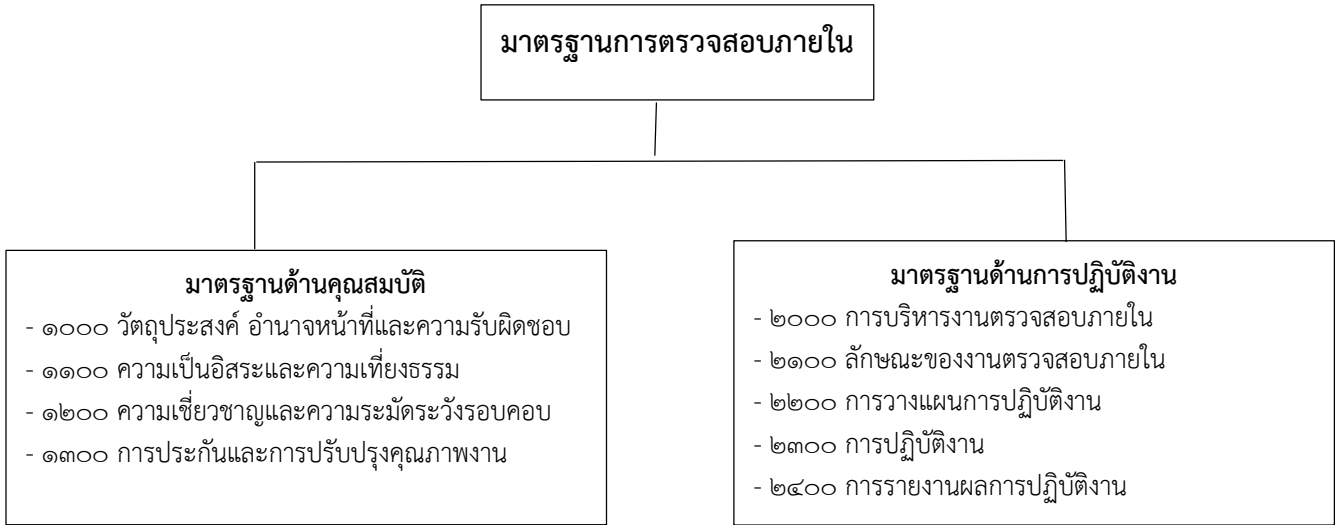 มาตรฐานการตรวจสอบภายใน
มาตรฐานด้านคุณสมบัติ
- ๑๐๐๐ วัตถุประสงค์ อำนาจหน้าที่และความรับผิดชอบ
- ๑๑๐๐ ความเป็นอิสระและความเที่ยงธรรม
- ๑๒๐๐ ความเชี่ยวชาญและความระมัดระวังรอบคอบ
- ๑๓๐๐ การประกันและการปรับปรุงคุณภาพงาน
มาตรฐานด้านการปฏิบัติงาน
- ๒๐๐๐ การบริหารงานตรวจสอบภายใน
- ๒๑๐๐ ลักษณะของงานตรวจสอบภายใน
- ๒๒๐๐ การวางแผนการปฏิบัติงาน
- ๒๓๐๐ การปฏิบัติงาน
- ๒๔๐๐ การรายงานผลการปฏิบัติงาน